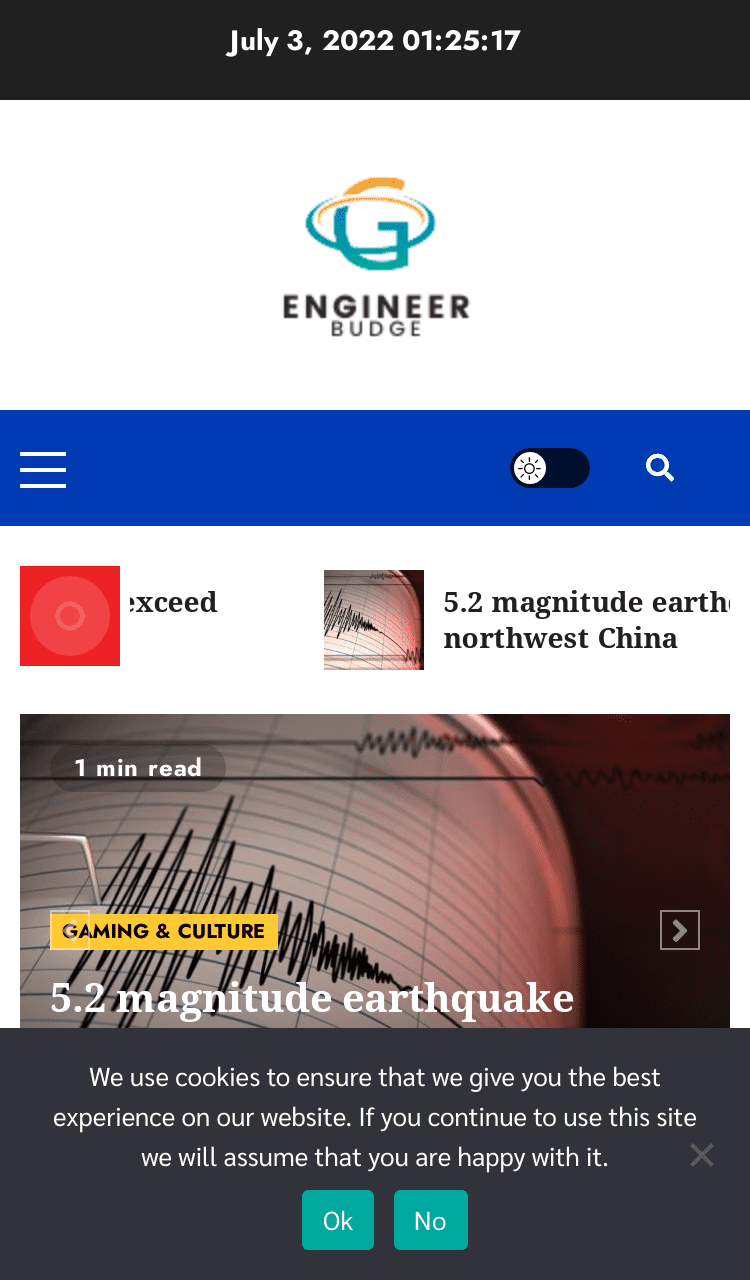 July 3, 2022 01:25:17
ENGINEER
BUDGE
exceed
5.2 magnitude
northwest China
1 min read
GAMING & CULTURE
5.2 magnitude earthquake
We use cookies to ensure that we give you the best
experience on our website. If you continue to use this site
we will assume that you are happy with it.
Ok
No